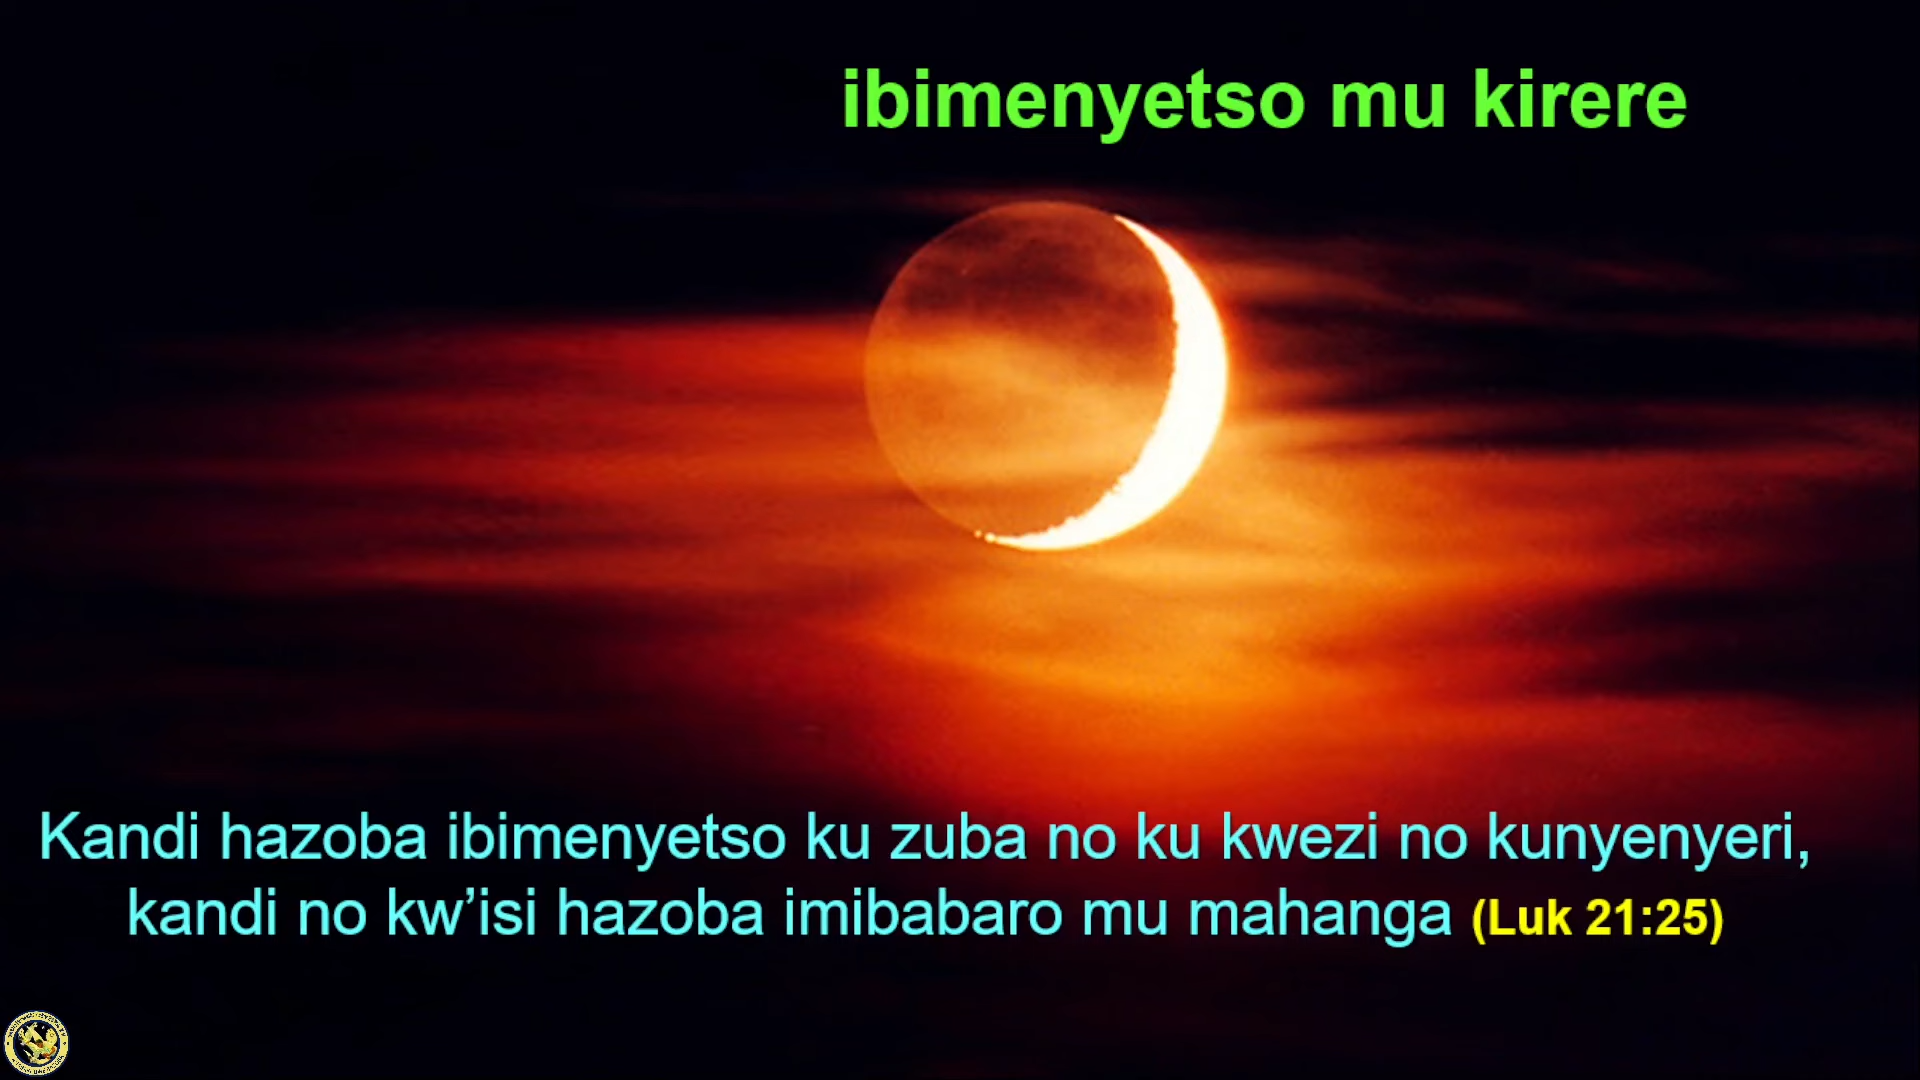 ibimenyetso mu kirere
Kandi hazoba ibimenyetso ku zuba no ku kwezi no kunyenyeri,
kandi no kw’isi hazoba imibabaro mu mahanga (Luk 21:25)